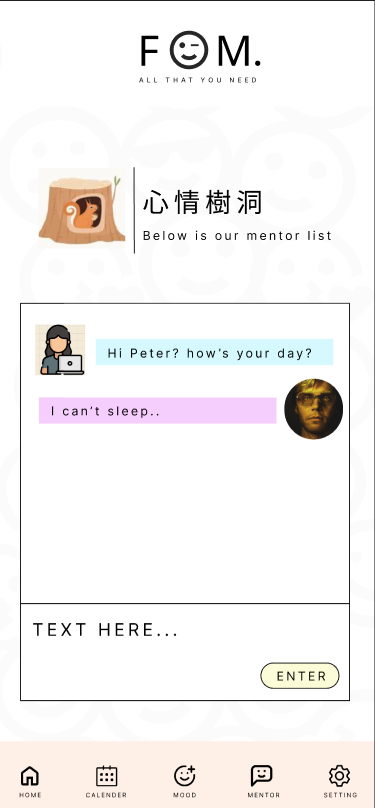 FOM.
ALL THAT YOU NEED
心情樹洞
Below is our mentor list
Hi Peter? how's your day?
I can't sleep..
TEXT HERE...
ENTER
HOME
CALENDER
MOOD
MENTOR
SETTING